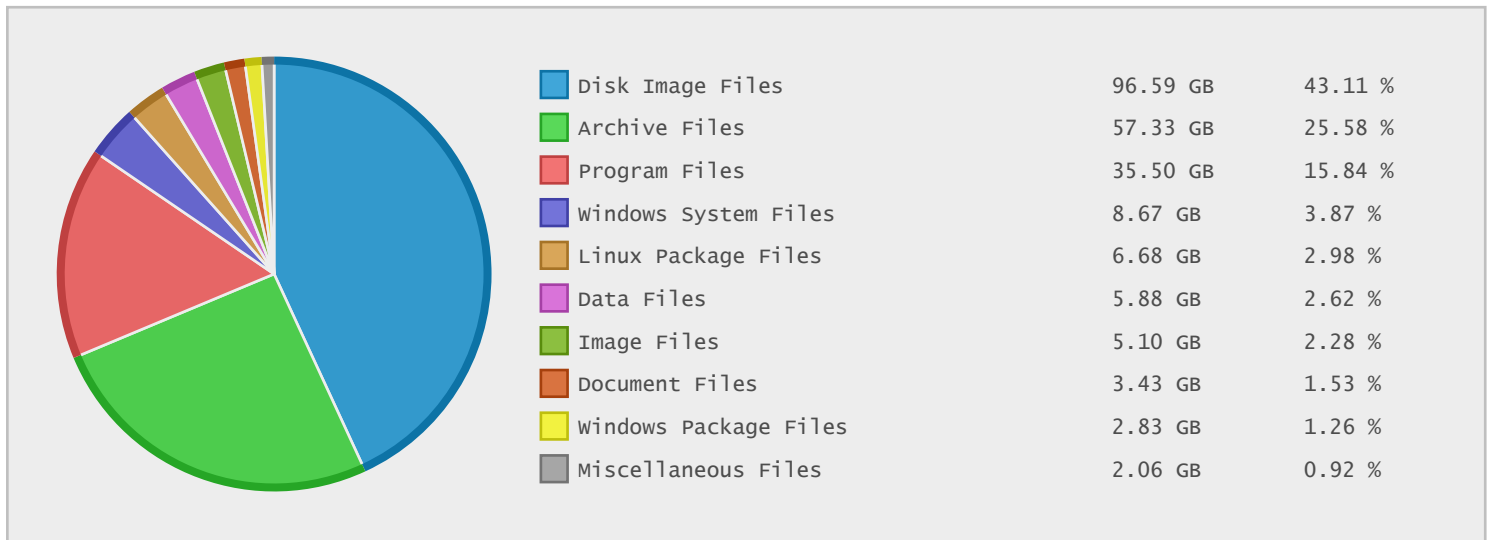 Disk Image Files 96.59 GB 43.11 %
Archive Files 57.33 GB 25.58 %
Program Files 35.50 GB 15.84 %
Windows System Files 8.67 GB 3.87 %
Linux Package Files 6.68 GB 2.98 %
Data Files 5.88 GB 2.62 %
Image Files 5.10 GB 2.28 %
Document Files 3.43 GB 1.53 %
Windows Package Files 2.83 GB 1.26 %
Miscellaneous Files 2.06 GB 0.92 %